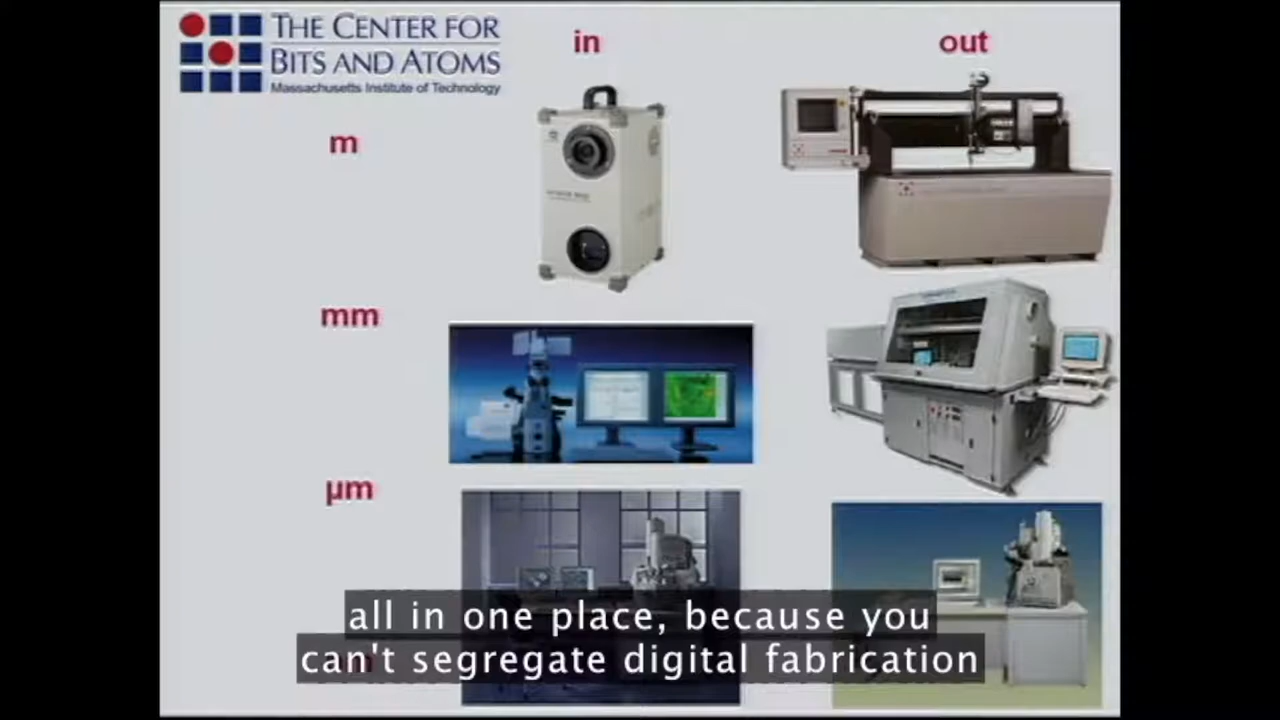 THE CENTER FOR
BITS AND ATOMS
Massachusetts Institute of Technology
in
out
m
mm
µm
all in one place, because you
can't segregate digital fabrication